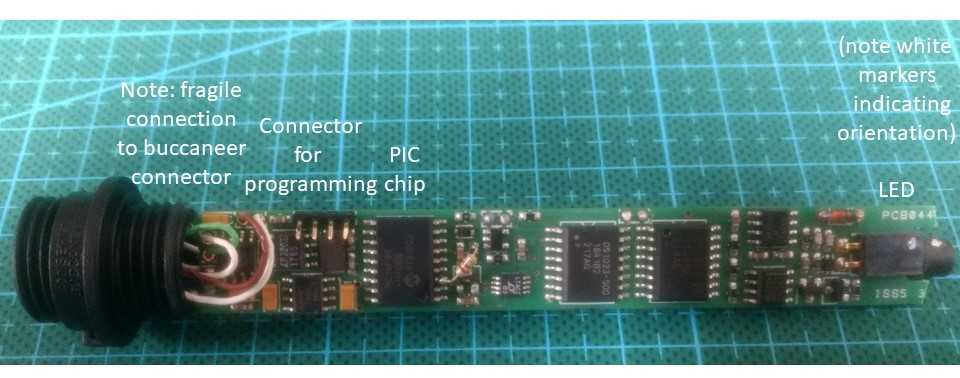 Note: fragile
connection
to buccaneer
connector
Connector
for
programming
PIC
chip
(note white
markers
indicating
orientation)
LED
PCB044
ISS5 3